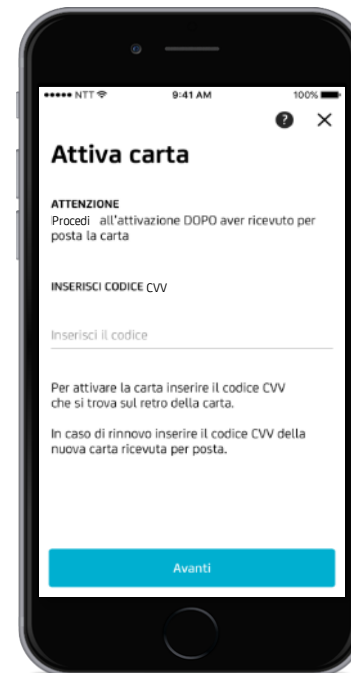 NTT 9:41 AM 100%
?
Attiva carta
ATTENZIONE
Procedi all'attivazione DOPO aver ricevuto per
posta la carta
INSERISCI CODICE CVV
Inserisci il codice
Per attivare la carta inserire il codice CVV
che si trova sul retro della carta.
In caso di rinnovo inserire il codice CVV della
nuova carta ricevuta per posta.
Avanti